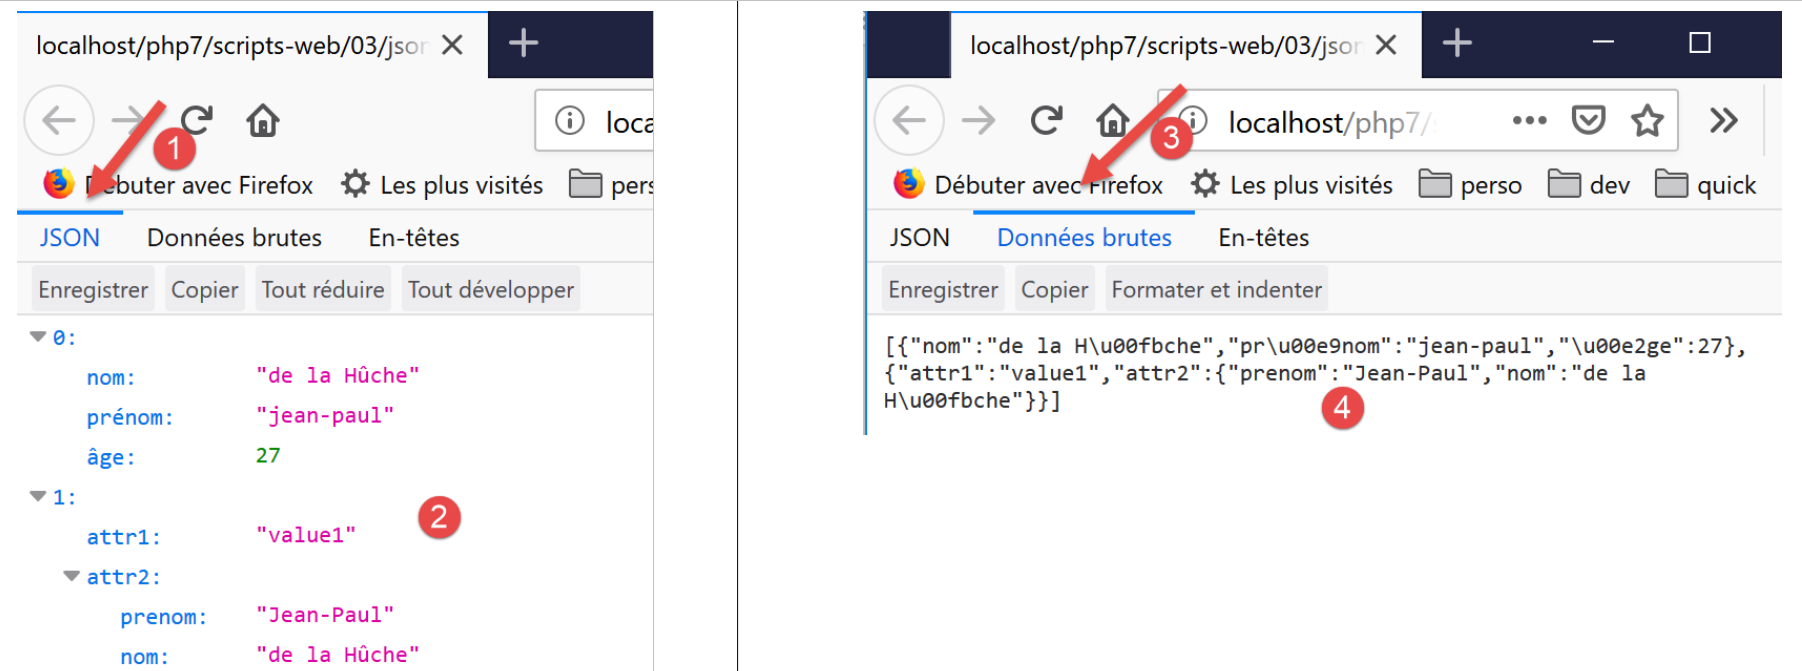 localhost/php7/scripts-web/03/json
1
loca
Débuter avec Firefox
Les plus visités
pers
JSON
Données brutes
En-têtes
Enregistrer
Copier
Tout réduire
Tout développer
0:
nom: "de la Hûche"
prénom: "jean-paul"
âge: 27
1:
2
attr1: "value1"
attr2:
prenom: "Jean-Paul"
nom: "de la Hûche"
localhost/php7/scripts-web/03/json
3
localhost/php7/
Débuter avec Firefox
Les plus visités
perso
dev
quick
JSON
Données brutes
En-têtes
Enregistrer
Copier
Formater et indenter
[{"nom":"de la H\u00fbche","pr\u00e9nom":"jean-paul","\u00e2ge":27},
{"attr1":"value1","attr2":{"prenom":"Jean-Paul","nom":"de la
H\u00fbche"}}]
4